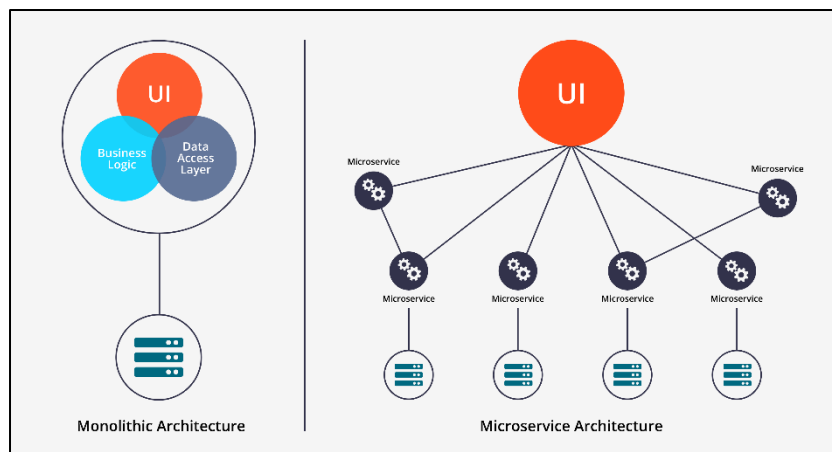 UI
Business
Logic
Data
Access
Layer
Monolithic Architecture
UI
Microservice
Microservice
Microservice
Microservice
Microservice
Microservice
Microservice Architecture